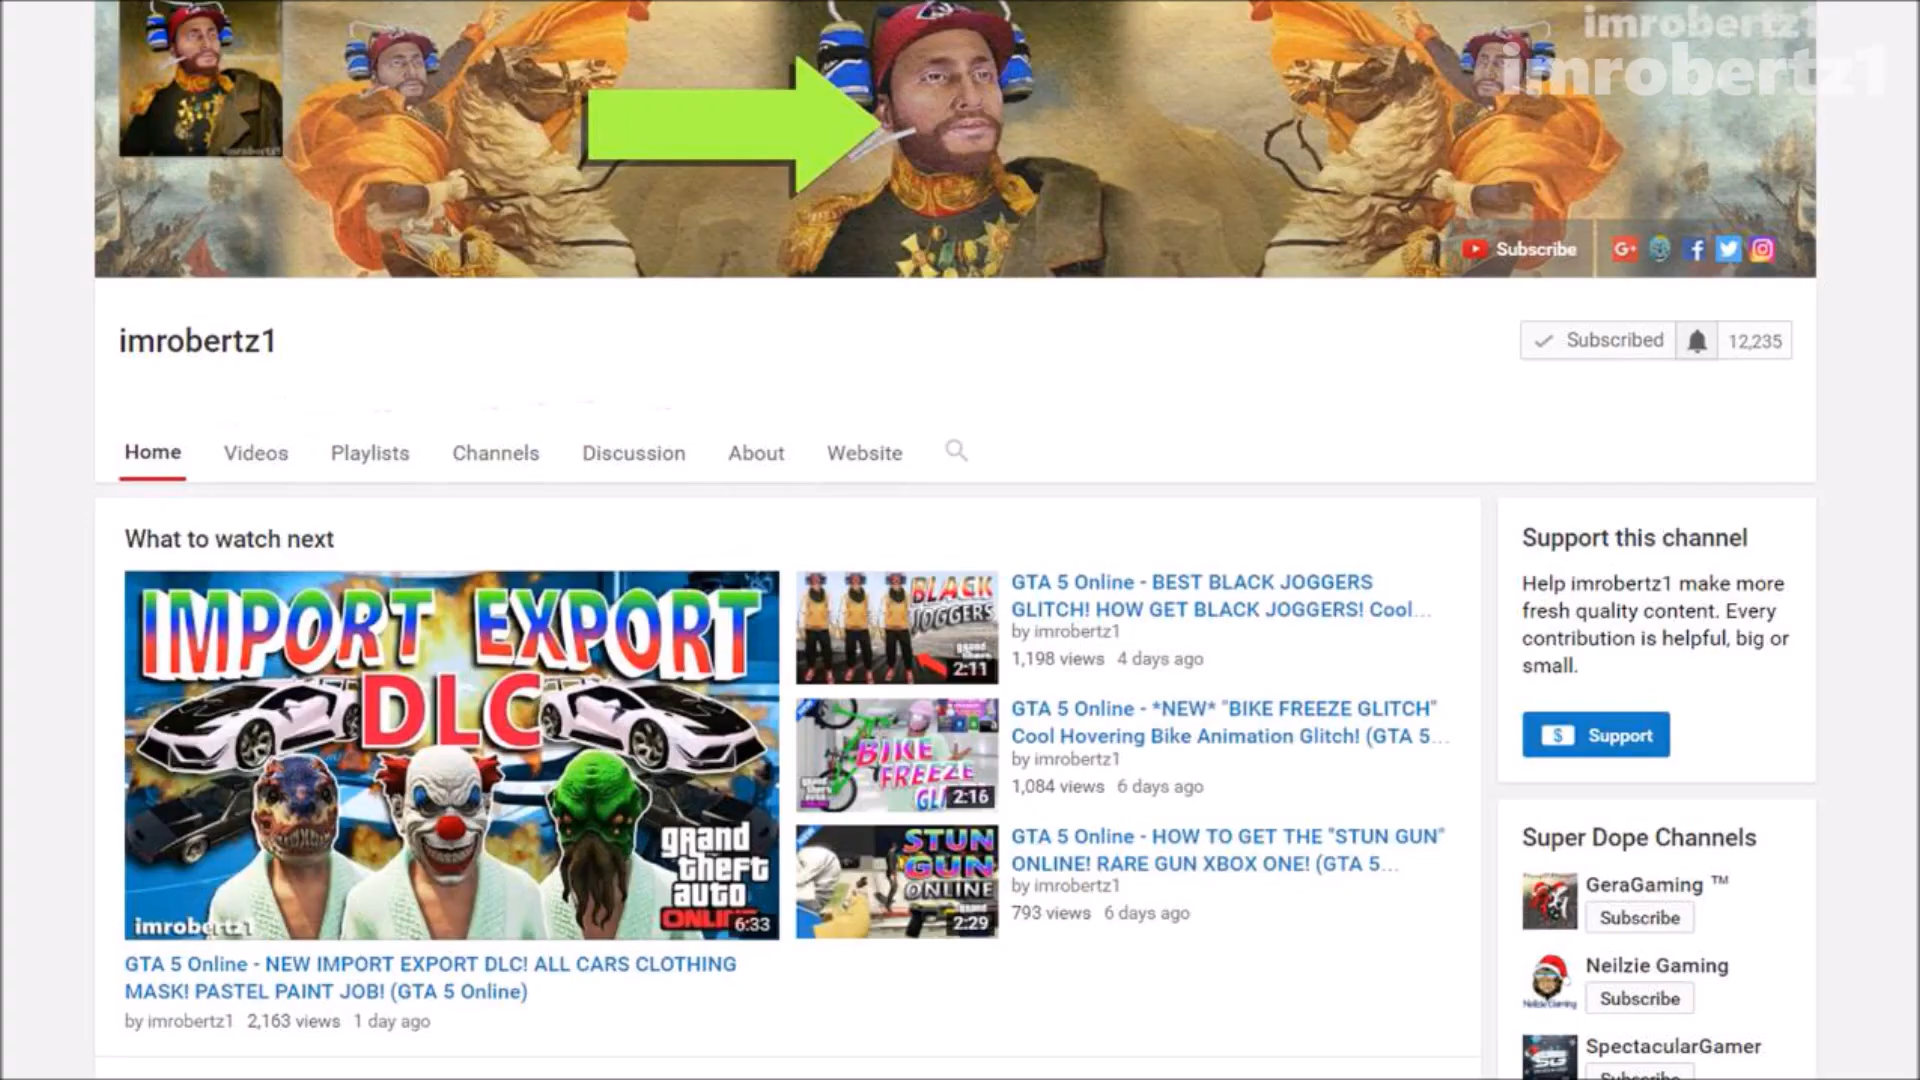 imrobertz1
imrobertz1
imrobertz1
Subscribe
imrobertz1
Subscribed
12,235
Home Videos Playlists Channels Discussion About Website
What to watch next
IMPORT EXPORT
DLC
grand
theft
auto
ONLINE
imrobertz1
6:33
GTA 5 Online - NEW IMPORT EXPORT DLC! ALL CARS CLOTHING
MASK! PASTEL PAINT JOB! (GTA 5 Online)
by imrobertz1 2,163 views 1 day ago
BLACK
JOGGERS
2:11
GTA 5 Online - BEST BLACK JOGGERS
GLITCH! HOW GET BLACK JOGGERS! Cool...
by imrobertz1
1,198 views 4 days ago
BIKE
FREEZE
GLI
2:16
GTA 5 Online - *NEW* "BIKE FREEZE GLITCH"
Cool Hovering Bike Animation Glitch! (GTA 5...
by imrobertz1
1,084 views 6 days ago
STUN
GUN
ONLINE
2:29
GTA 5 Online - HOW TO GET THE "STUN GUN"
ONLINE! RARE GUN XBOX ONE! (GTA 5...
by imrobertz1
793 views 6 days ago
Support this channel
Help imrobertz1 make more
fresh quality content. Every
contribution is helpful, big or
small.
$ Support
Super Dope Channels
GeraGaming ™
Subscribe
Neilzie Gaming
Subscribe
SpectacularGamer
Subscribe